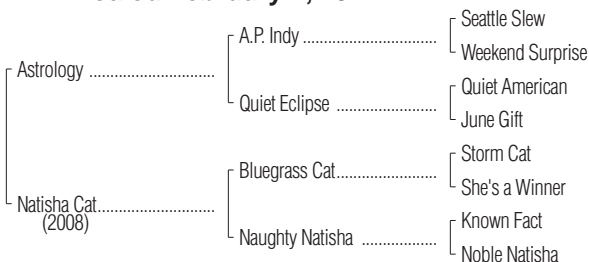 Seattle Slew
A.P. Indy ................................
Weekend Surprise
Astrology ..............................
Quiet American
Quiet Eclipse ........................
June Gift
Storm Cat
Bluegrass Cat........................
She's a Winner
Natisha Cat............................
(2008)
Known Fact
Naughty Natisha ..................
Noble Natisha